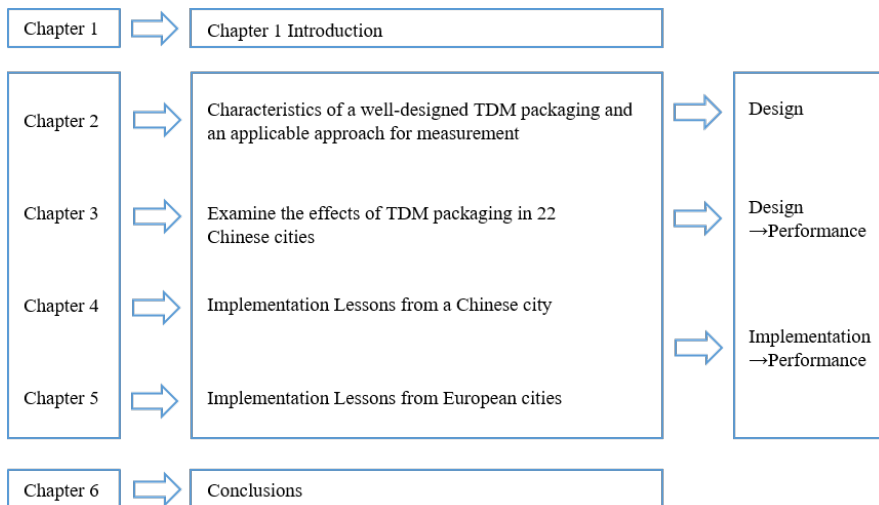 Chapter 1
Chapter 1 Introduction
Chapter 2
Characteristics of a well-designed TDM packaging and
an applicable approach for measurement
Design
Chapter 3
Examine the effects of TDM packaging in 22
Chinese cities
Design
→Performance
Chapter 4
Implementation Lessons from a Chinese city
Implementation
→Performance
Chapter 5
Implementation Lessons from European cities
Chapter 6
Conclusions